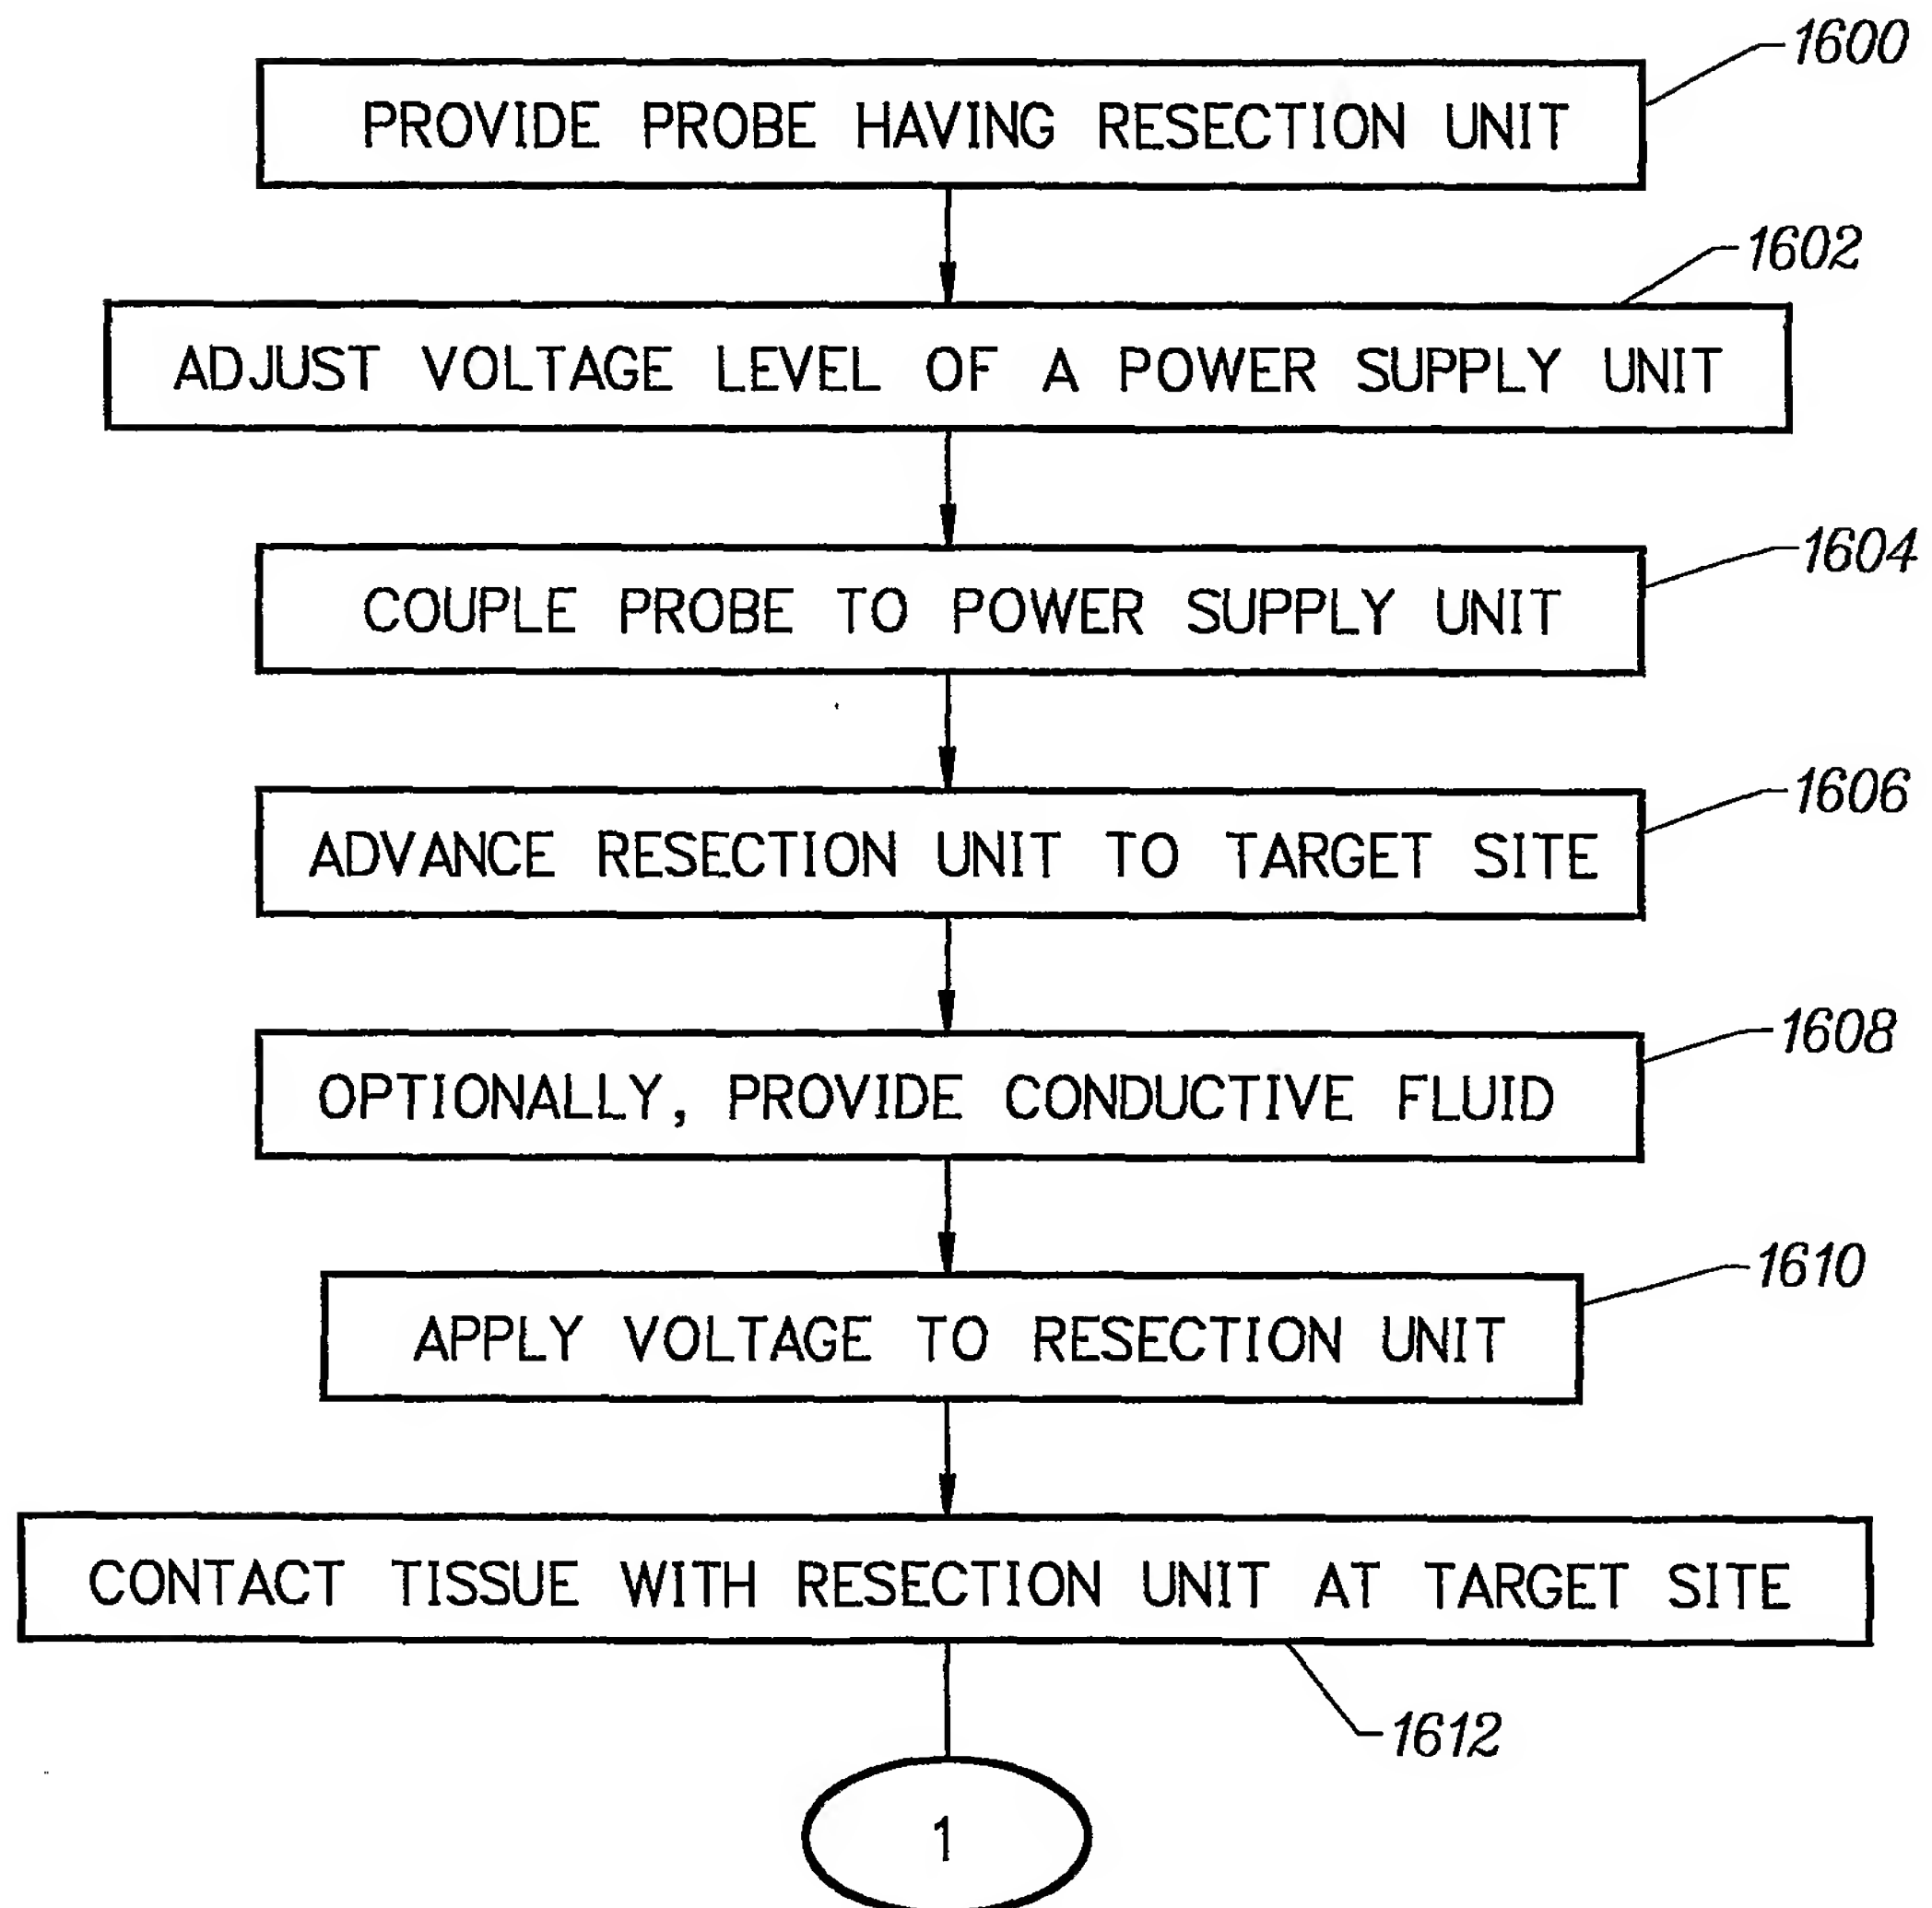 1600
PROVIDE PROBE HAVING RESECTION UNIT
1602
ADJUST VOLTAGE LEVEL OF A POWER SUPPLY UNIT
1604
COUPLE PROBE TO POWER SUPPLY UNIT
1606
ADVANCE RESECTION UNIT TO TARGET SITE
1608
OPTIONALLY, PROVIDE CONDUCTIVE FLUID
1610
APPLY VOLTAGE TO RESECTION UNIT
CONTACT TISSUE WITH RESECTION UNIT AT TARGET SITE
1612
1